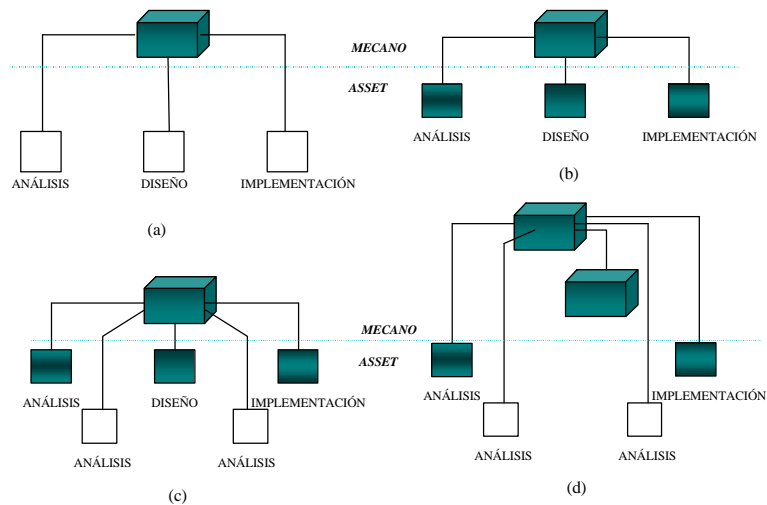 MECANO
ASSET
ANÁLISIS
DISEÑO
IMPLEMENTACIÓN
(a)
ANÁLISIS
DISEÑO
IMPLEMENTACIÓN
(b)
MECANO
ASSET
ANÁLISIS
DISEÑO
IMPLEMENTACIÓN
ANÁLISIS
ANÁLISIS
(c)
ANÁLISIS
IMPLEMENTACIÓN
ANÁLISIS
ANÁLISIS
(d)